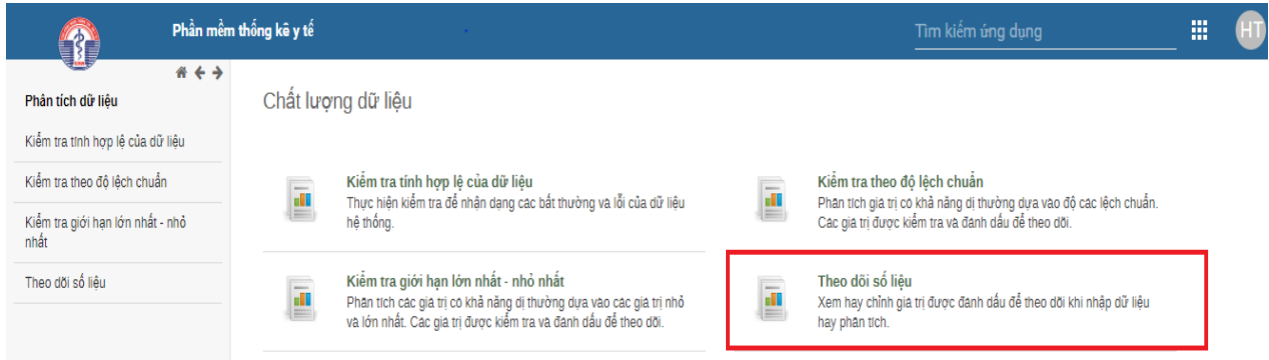 Phần mềm thống kê y tế
Tìm kiếm ứng dụng
HT
Phân tích dữ liệu
Kiểm tra tính hợp lệ của dữ liệu
Kiểm tra theo độ lệch chuẩn
Kiểm tra giới hạn lớn nhất - nhỏ
nhất
Theo dõi số liệu
Chất lượng dữ liệu
Kiểm tra tính hợp lệ của dữ liệu
Thực hiện kiểm tra để nhận dạng các bất thường và lỗi của dữ liệu
hệ thống.
Kiểm tra theo độ lệch chuẩn
Phân tích giá trị có khả năng dị thường dựa vào độ các lệch chuẩn.
Các giá trị được kiểm tra và đánh dấu để theo dõi.
Kiểm tra giới hạn lớn nhất - nhỏ nhất
Phân tích các giá trị có khả năng dị thường dựa vào các giá trị nhỏ
và lớn nhất. Các giá trị được kiểm tra và đánh dấu để theo dõi.
Theo dõi số liệu
Xem hay chỉnh giá trị được đánh dấu để theo dõi khi nhập dữ liệu
hay phân tích.